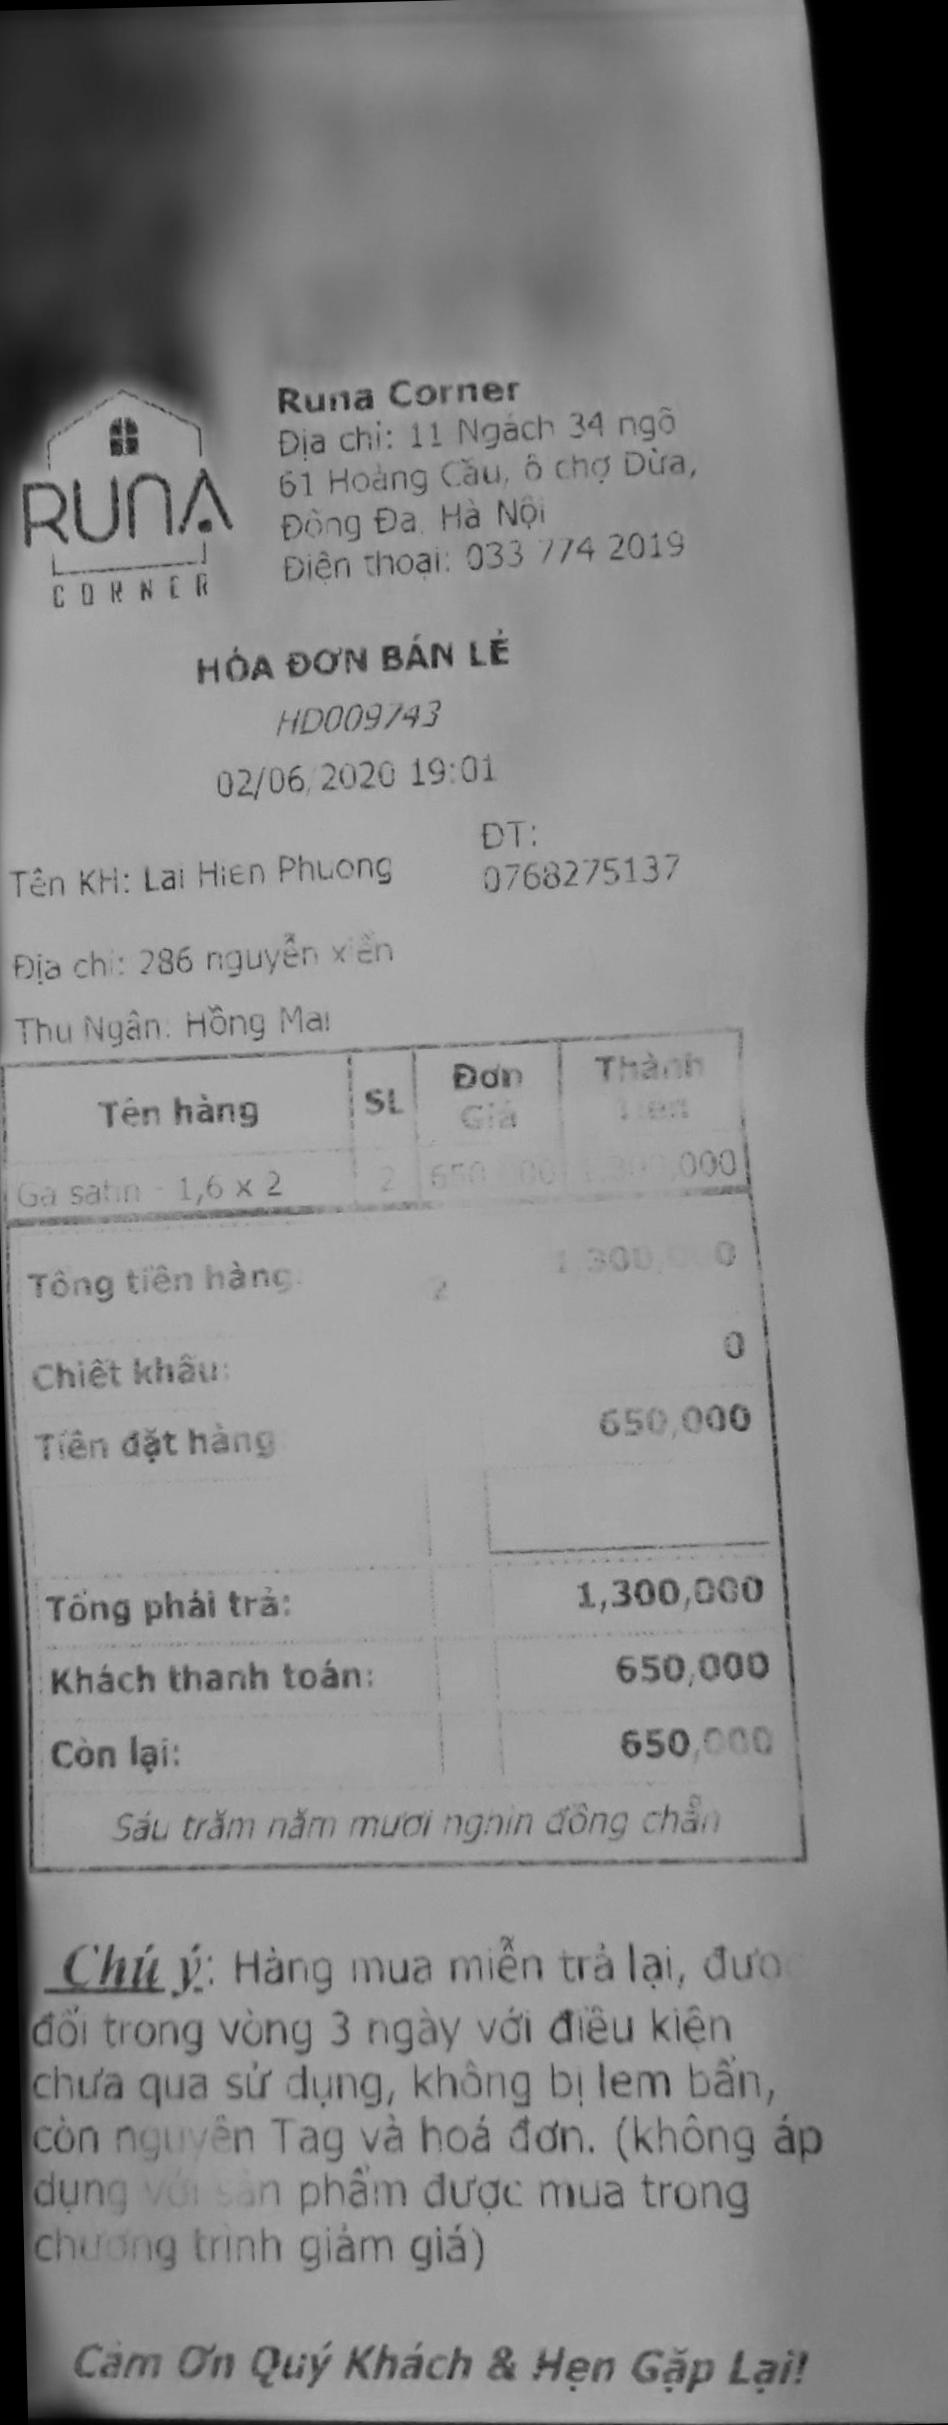 RUNA
CORNER
Runa Corner
Địa chỉ: 11 Ngách 34 ngõ
61 Hoàng Cầu, ô chợ Dừa,
Đống Đa, Hà Nội
Điện thoại: 033 774 2019
HÓA ĐƠN BÁN LẺ
HD009743
02/06/2020 19:01
Tên KH: Lai Hien Phuong ĐT: 0768275137
Địa chỉ: 286 nguyễn xiển
Thu Ngân: Hồng Mai
Tên hàng SL Đơn Giá Thành Tiền
Ga satin - 1,6 x 2 2 650,000 1,300,000
Tổng tiền hàng: 2 1,300,000
Chiết khấu: 0
Tiền đặt hàng 650,000
Tổng phải trả: 1,300,000
Khách thanh toán: 650,000
Còn lại: 650,000
Sáu trăm năm mươi nghìn đồng chẵn
Chú ý: Hàng mua miễn trả lại, được
đổi trong vòng 3 ngày với điều kiện
chưa qua sử dụng, không bị lem bẩn,
còn nguyên Tag và hoá đơn. (không áp
dụng với sản phẩm được mua trong
chương trình giảm giá)
Cảm Ơn Quý Khách & Hẹn Gặp Lại!